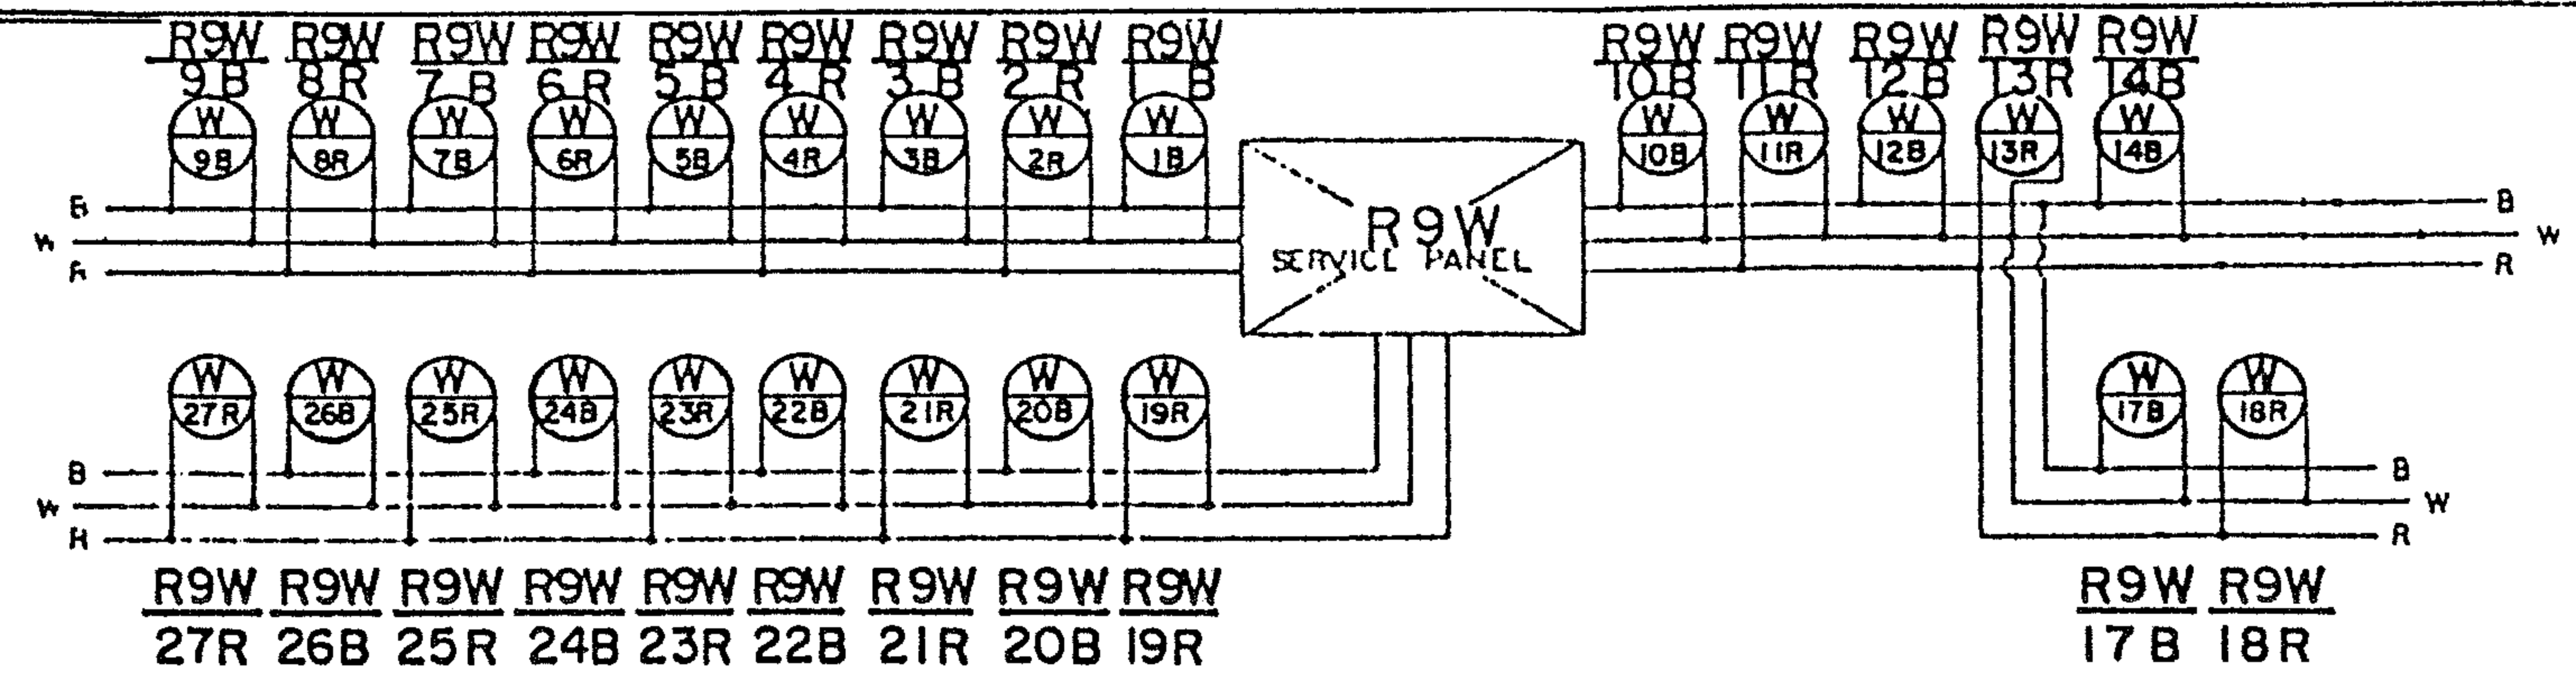 R9W R9W R9W R9W R9W R9W R9W R9W R9W R9W R9W R9W R9W R9W
9B 8R 7B 6R 5B 4R 3B 2R 1B 10B 11R 12B 13R 14B
W W W W W W W W W W W W W W
9B 8R 7B 6R 5B 4R 3B 2R 1B 10B 11R 12B 13R 14B
B B
W R9W W
R SERVICE PANEL R
W W W W W W W W W W W
27R 26B 25R 24B 23R 22B 21R 20B 19R 17B 18R
B B
W W
R R
R9W R9W R9W R9W R9W R9W R9W R9W R9W R9W R9W
27R 26B 25R 24B 23R 22B 21R 20B 19R 17B 18R